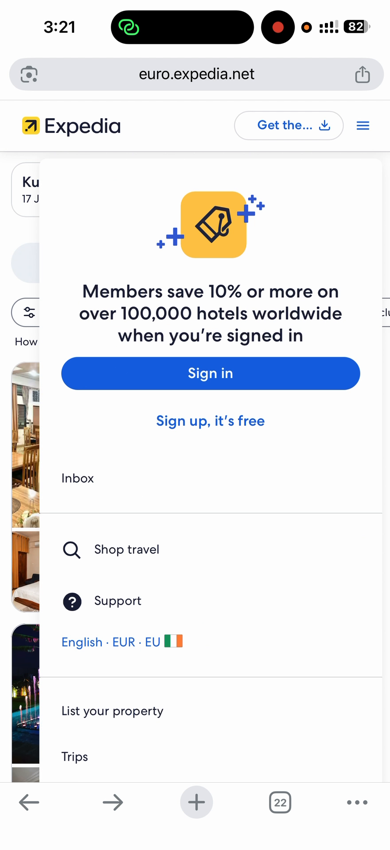 3:21
82
euro.expedia.net
Expedia
Get the...
Ku
17 J
How
Members save 10% or more on
over 100,000 hotels worldwide
when you're signed in
Sign in
Sign up, it's free
Inbox
Shop travel
Support
English · EUR · EU
List your property
Trips
22